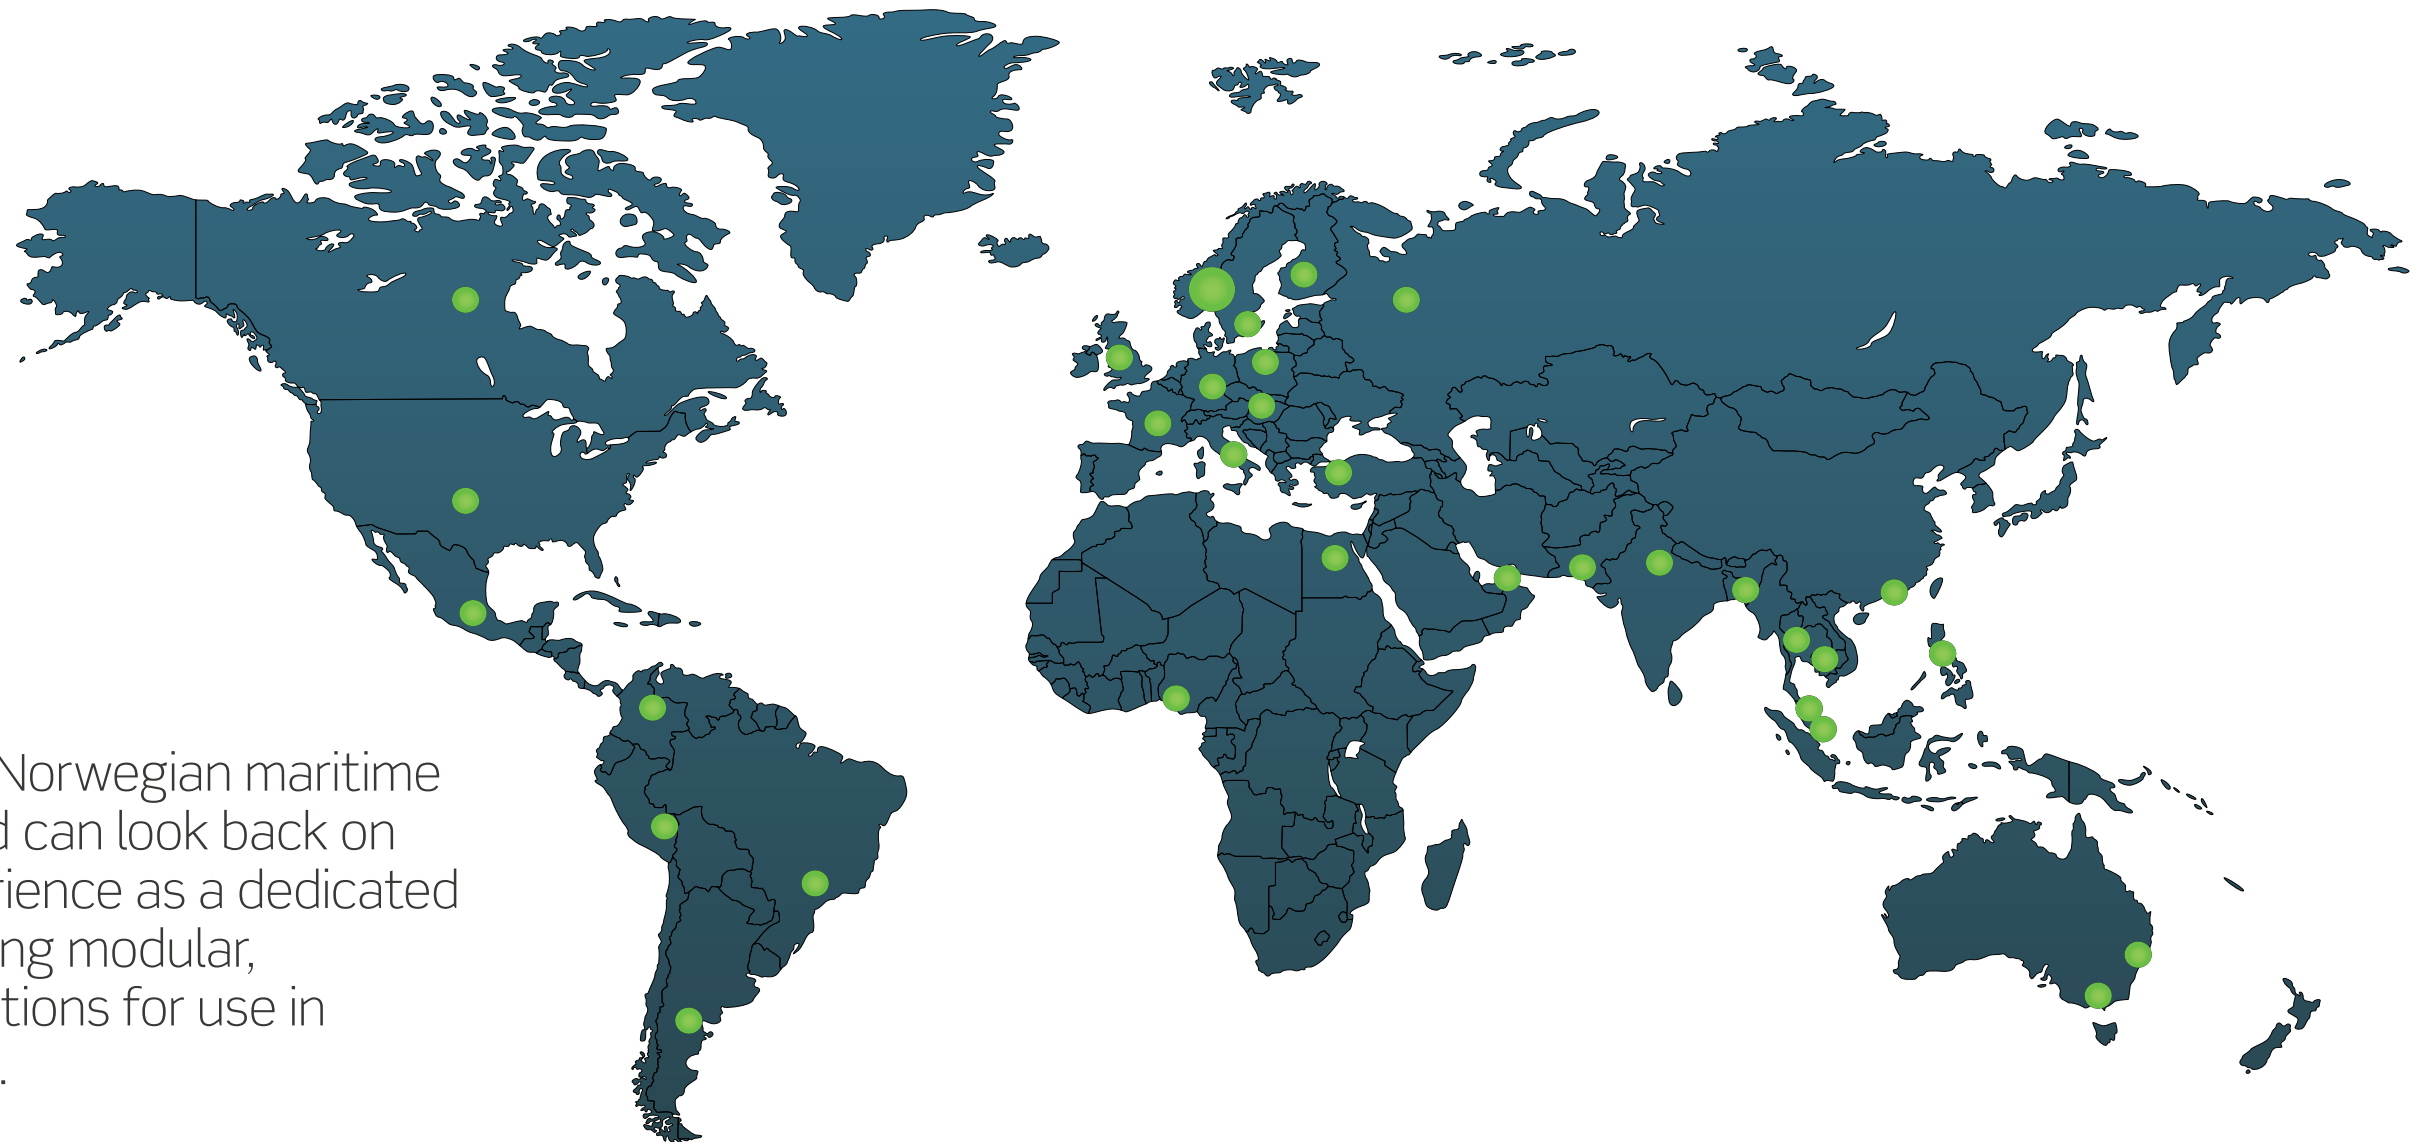 Norwegian maritime
d can look back on
rience as a dedicated
ng modular,
tions for use in
.